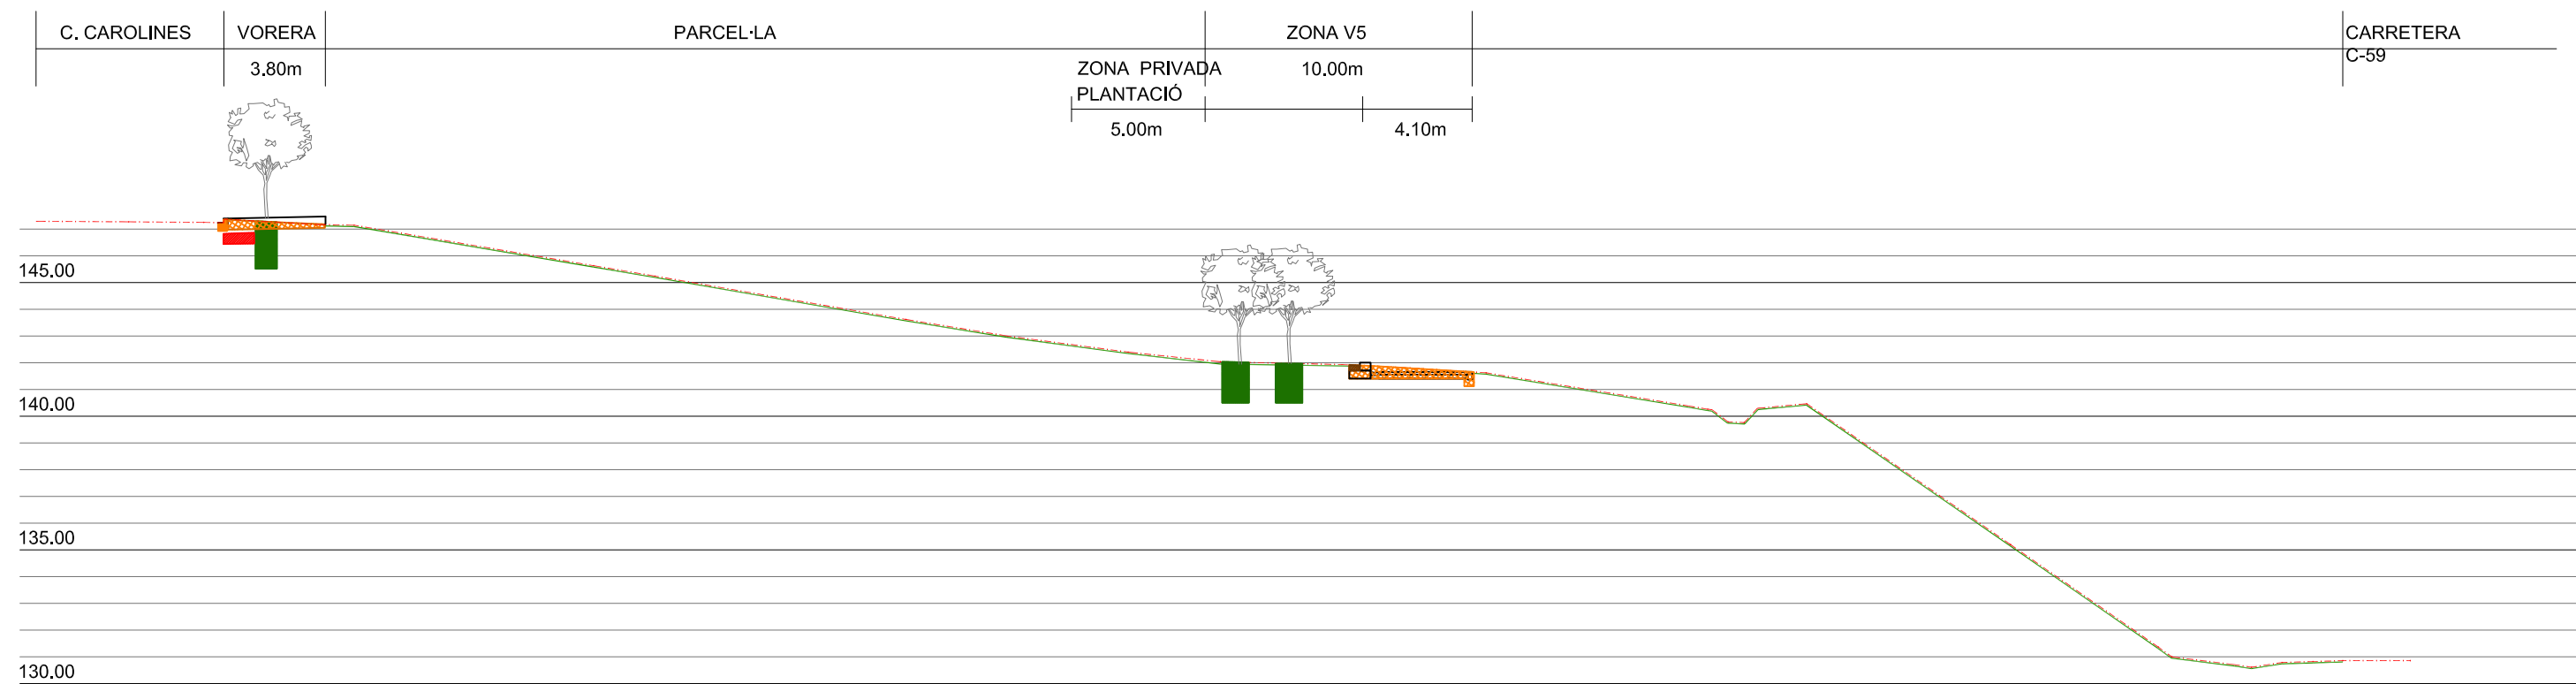 C. CAROLINES
VORERA
PARCEL·LA
ZONA V5
CARRETERA
C-59
3.80m
ZONA PRIVADA
PLANTACIÓ
10.00m
5.00m
4.10m
145.00
140.00
135.00
130.00